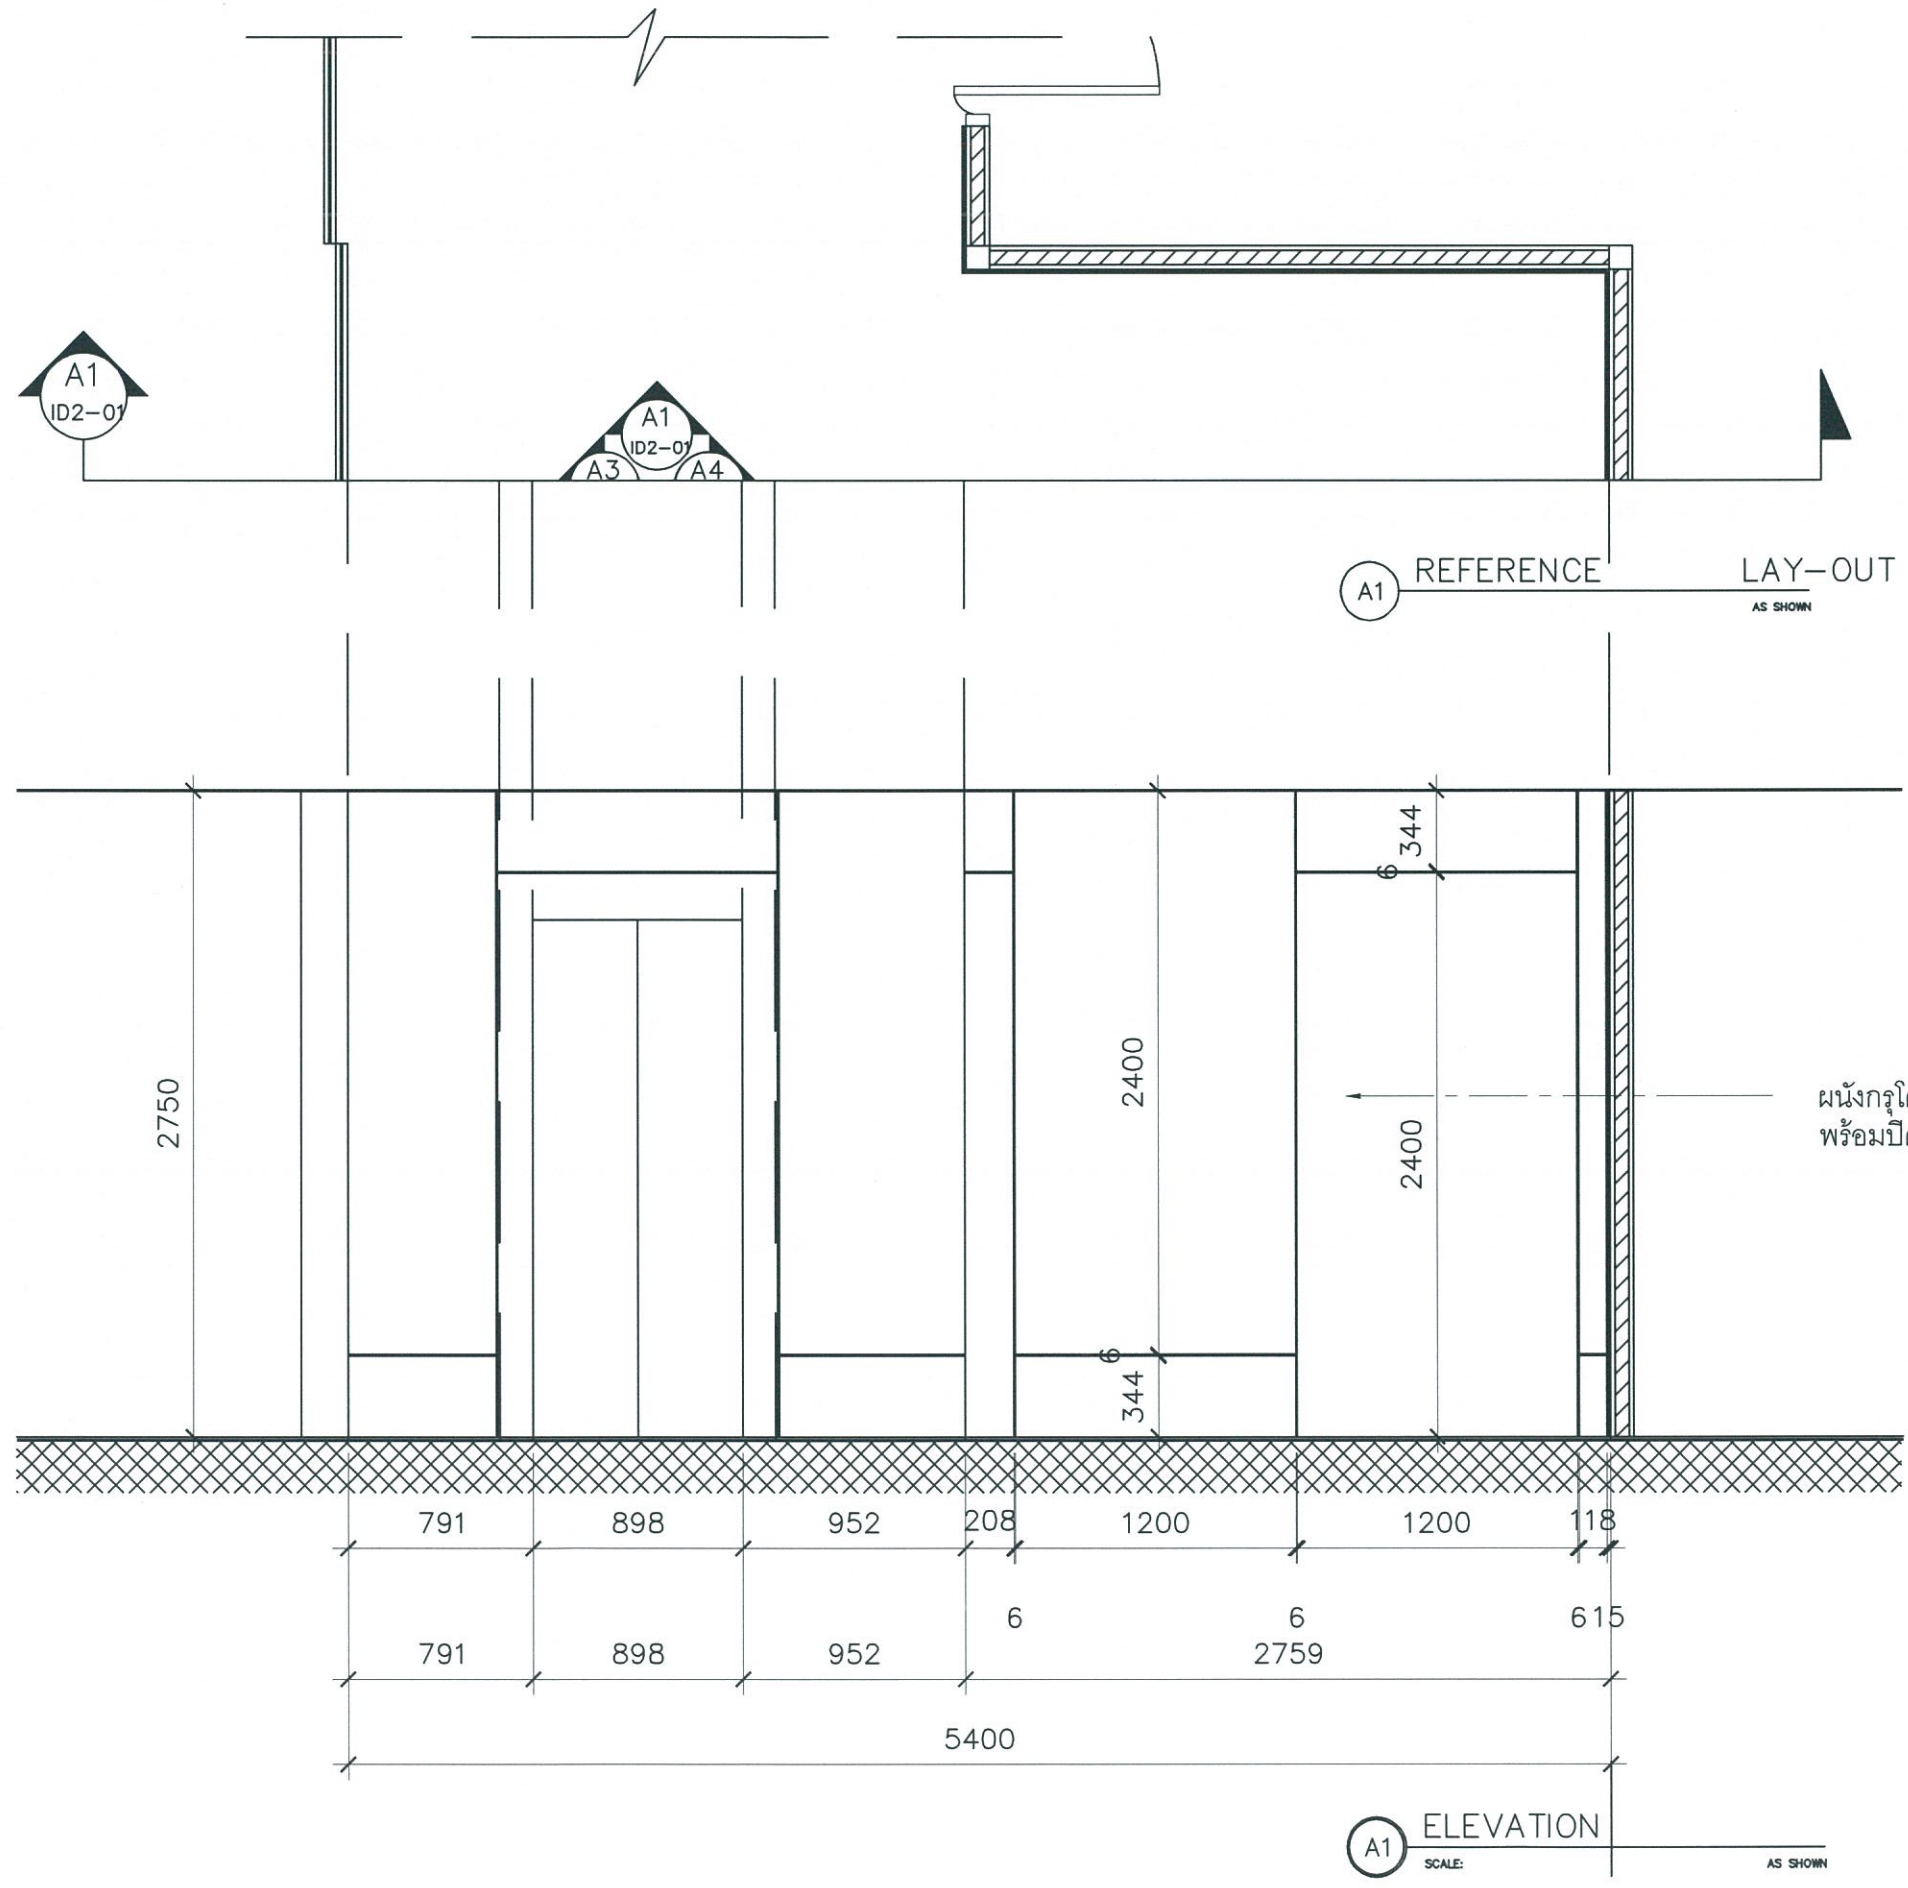 A1
ID2-01
A1
ID2-01
A3
A4
A1
REFERENCE LAY-OUT
AS SHOWN
344
6
2400
2750
2400
6
344
791 898 952 208 1200 1200 118
6 6 6 15
791 898 952 2759
5400
A1
ELEVATION
SCALE: AS SHOWN